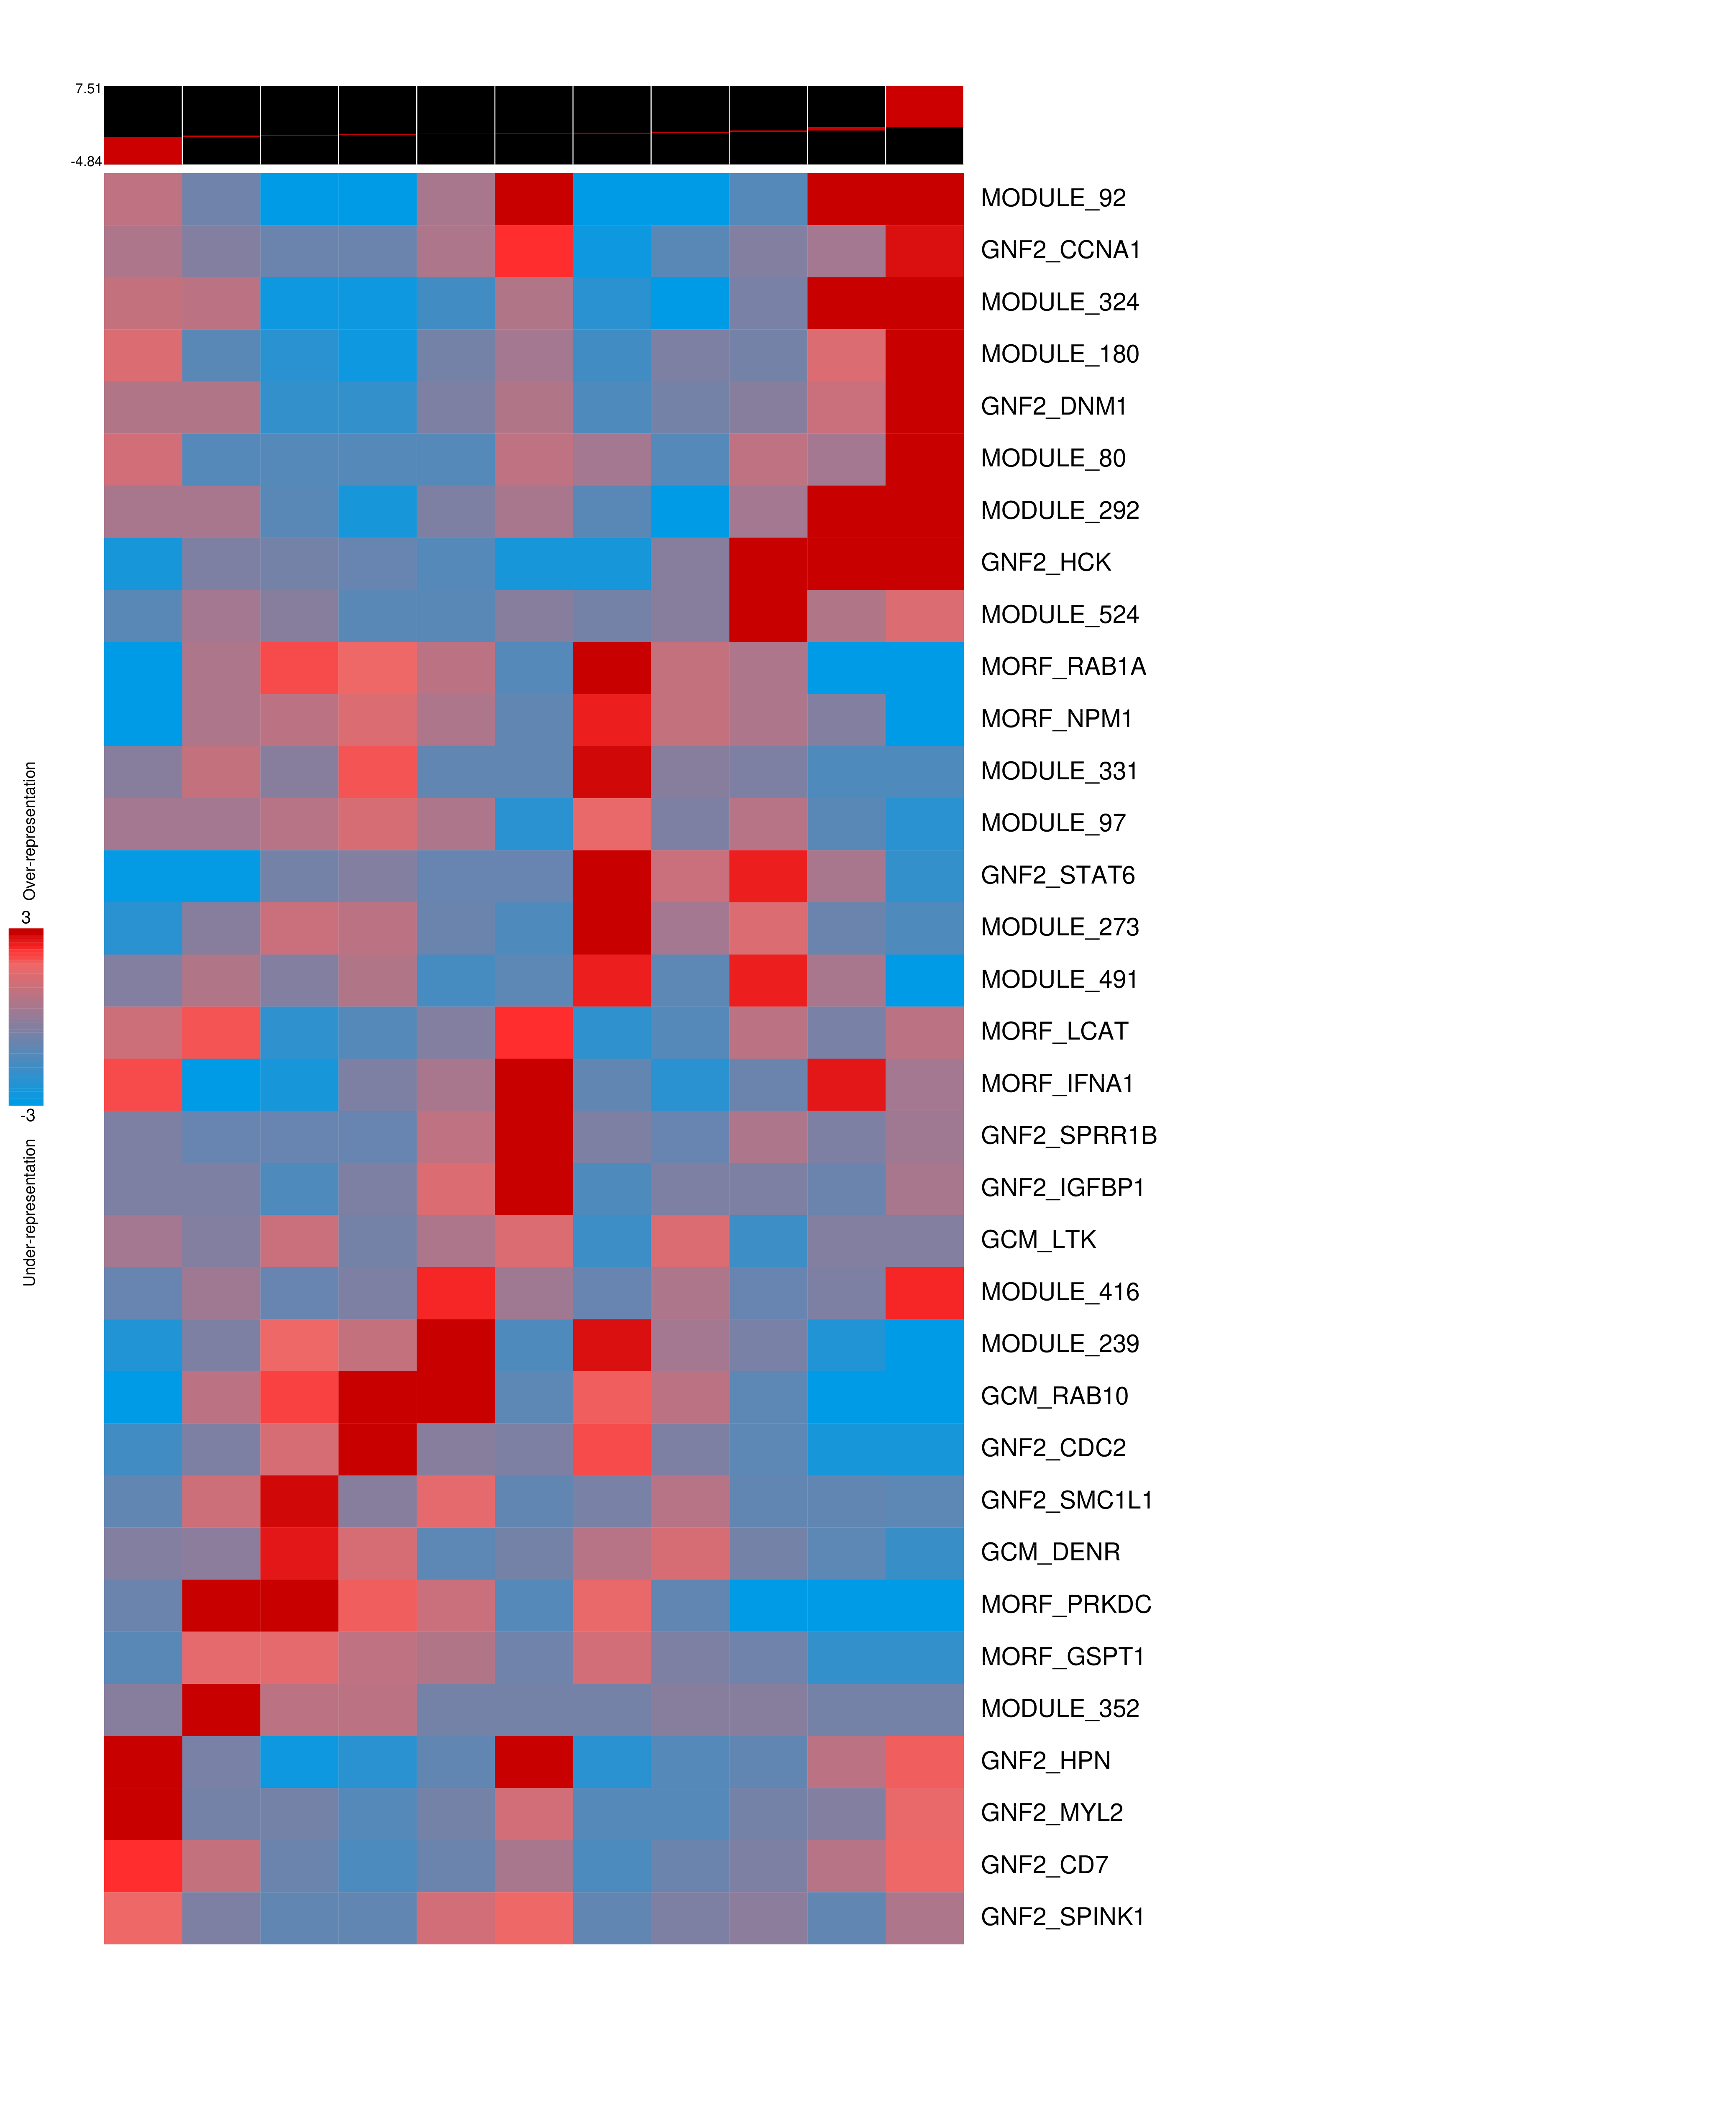 7.51
-4.84
MODULE_92
GNF2_CCNA1
MODULE_324
MODULE_180
GNF2_DNM1
MODULE_80
MODULE_292
GNF2_HCK
MODULE_524
MORF_RAB1A
MORF_NPM1
MODULE_331
MODULE_97
GNF2_STAT6
MODULE_273
MODULE_491
MORF_LCAT
MORF_IFNA1
GNF2_SPRR1B
GNF2_IGFBP1
GCM_LTK
MODULE_416
MODULE_239
GCM_RAB10
GNF2_CDC2
GNF2_SMC1L1
GCM_DENR
MORF_PRKDC
MORF_GSPT1
MODULE_352
GNF2_HPN
GNF2_MYL2
GNF2_CD7
GNF2_SPINK1
Over-representation
3
-3
Under-representation